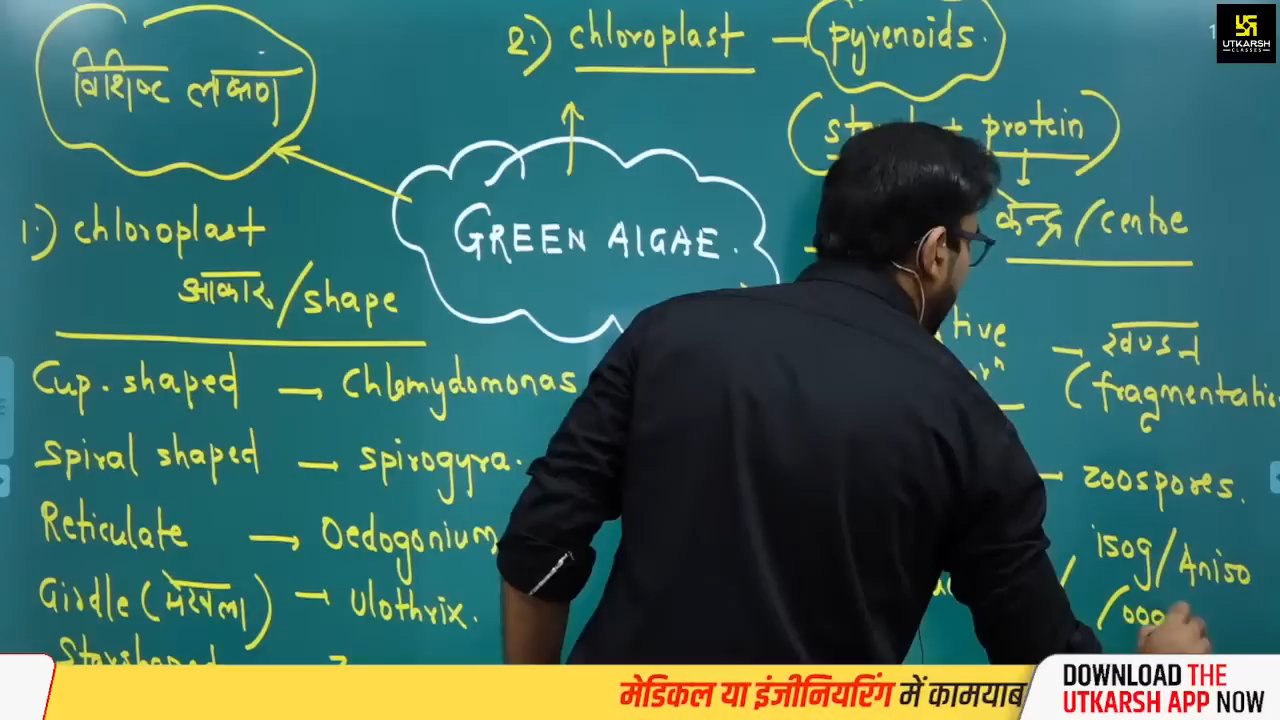 विशिष्ट लक्षण
2.) chloroplast — pyrenoids.
+ protein
केन्द्र/centre
GREEN AlGAE.
1.) chloroplast
आकार/shape
Cup. shaped — Chlamydomonas
Spiral shaped — spirogyra.
Reticulate → Oedogonium
Girdle (मेखला) → Ulothrix.
— खण्डन
(fragmentation
— zoospores.
isog/Aniso
/ooo
UTKARSH
CLASSES
मेडिकल या इंजीनियरिंग में कामयाब
DOWNLOAD THE
UTKARSH APP NOW